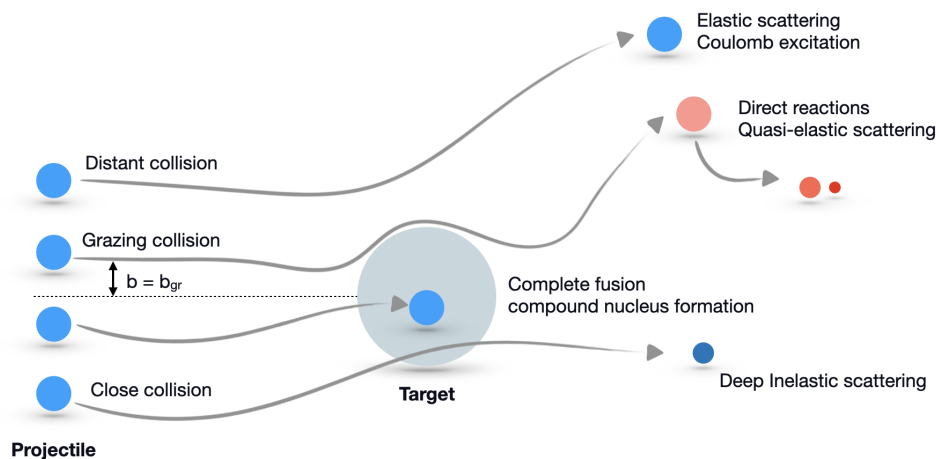 Elastic scattering
Coulomb excitation
Direct reactions
Quasi-elastic scattering
Distant collision
Grazing collision
b = bgr
Complete fusion
compound nucleus formation
Close collision
Target
Deep Inelastic scattering
Projectile